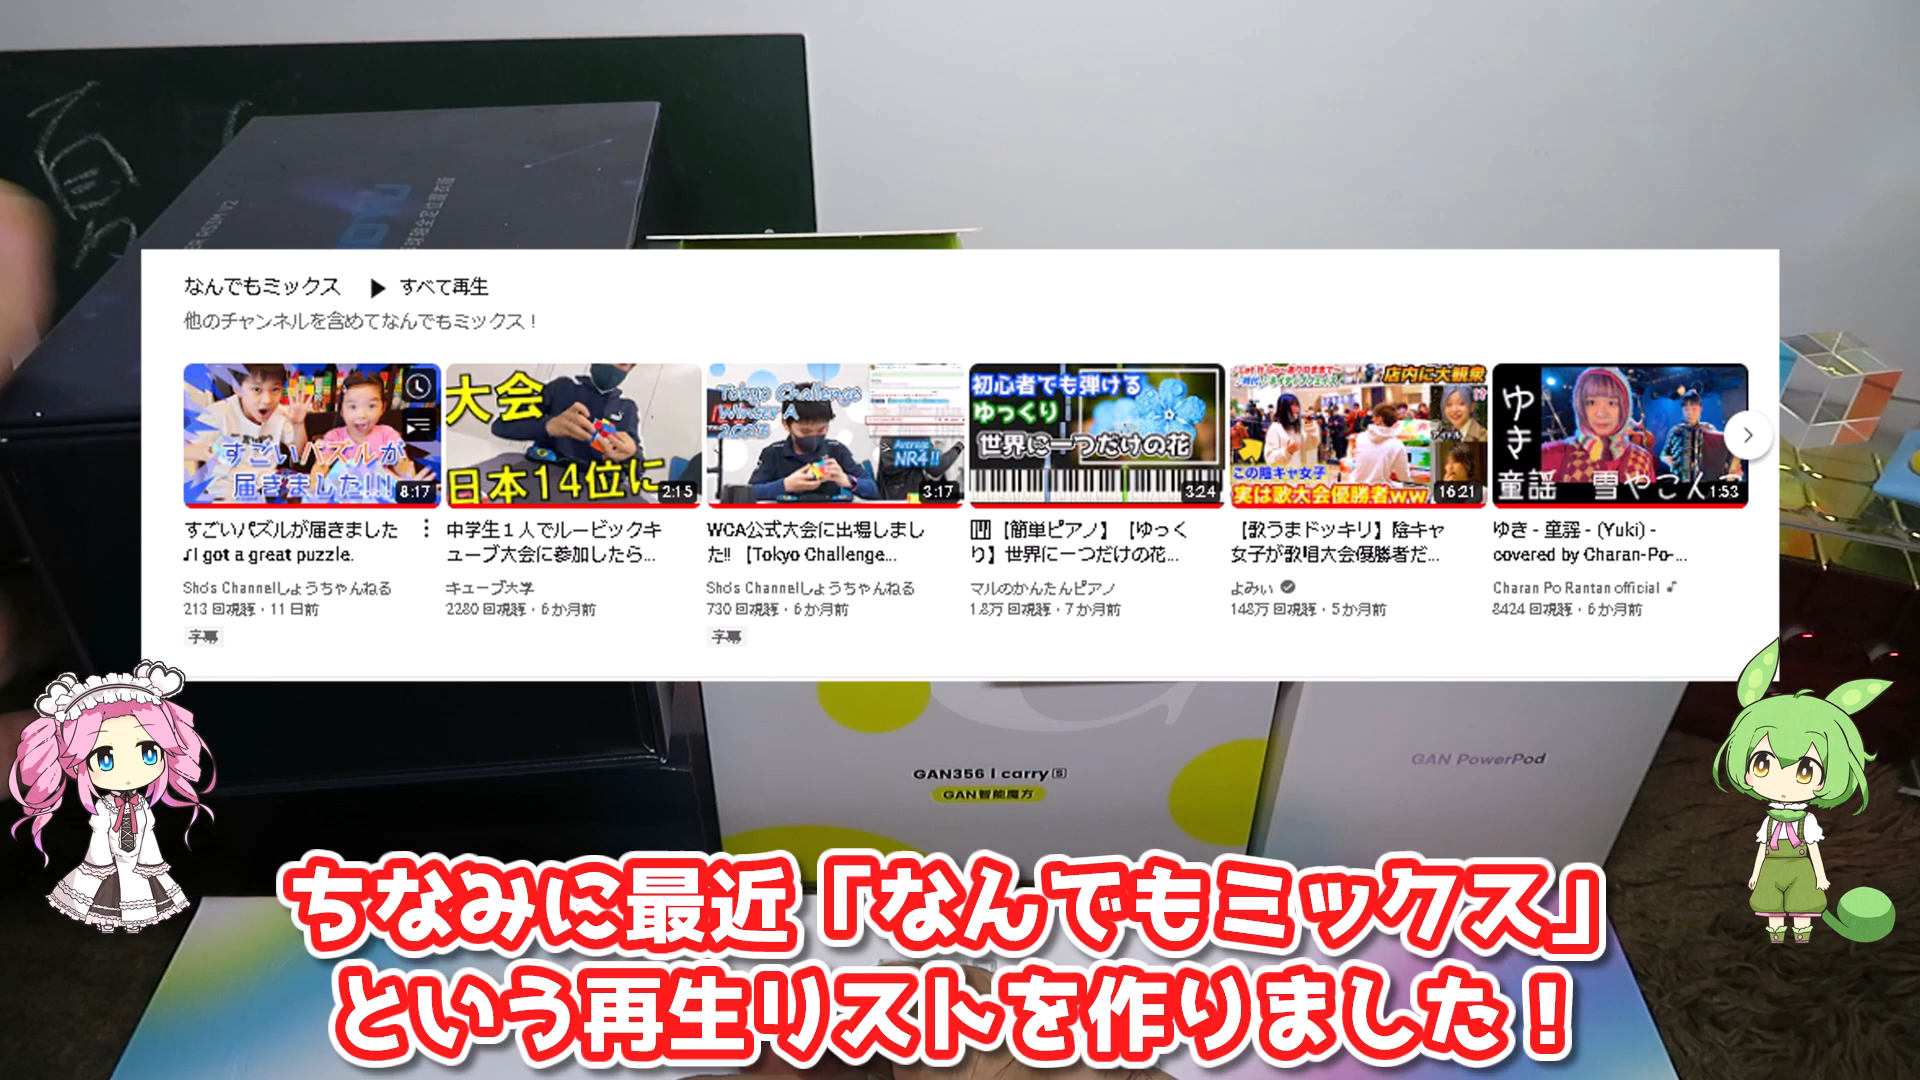 なんでもミックス ▶ すべて再生
他のチャンネルを含めてなんでもミックス！
すごいパズルが
届きました!!!
8:17
大会
日本14位に
2:15
Tokyo Challenge
Winter A
2023
Average
NR4!!
3:17
初心者でも弾ける
ゆっくり
世界に一つだけの花
3:24
店内に大観衆
この陰キャ女子
実は歌大会優勝者ww
16:21
ゆき
童謡 雪やこん
1:53
すごいパズルが届きました
♪I got a great puzzle.
Sho's Channelしょうちゃんねる
213 回視聴・11 日前
字幕
中学生１人でルービックキ
ューブ大会に参加したら...
キューブ大学
2280 回視聴・6 か月前
WCA公式大会に出場しまし
た!! 【Tokyo Challenge...
Sho's Channelしょうちゃんねる
730 回視聴・6 か月前
字幕
【簡単ピアノ】【ゆっく
り】世界に一つだけの花...
マルのかんたんピアノ
1.8万 回視聴・7 か月前
【歌うまドッキリ】陰キャ
女子が歌唱大会優勝者だ...
よみぃ
148万 回視聴・5 か月前
ゆき - 童謡 - (Yuki) -
covered by Charan-Po-...
Charan Po Rantan official
8424 回視聴・6 か月前
GAN356 i carry S
GAN智能魔方
GAN PowerPod
ちなみに最近「なんでもミックス」
という再生リストを作りました！